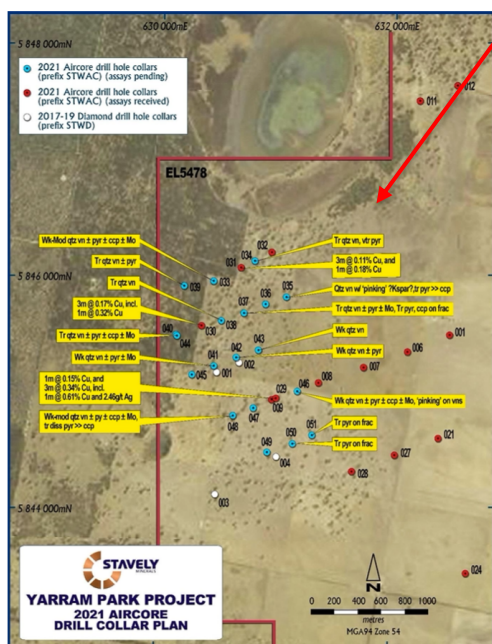 630 000mE
632 000mE
5 848 000mN
2021 Aircore drill hole collars
(prefix STWAC) (assays pending)
2021 Aircore drill hole collars
(prefix STWAC) (assays received)
2017-19 Diamond drill hole collars
(prefix STWD)
012
011
EL5478
Wk-Mod qtz vn ± pyr ± ccp ± Mo
032
Tr qtz vn, vtr pyr
034
031
3m @ 0.11% Cu, and
1m @ 0.18% Cu
Tr qtz vn ± pyr
5 846 000mN
033
039
035
Qtz vn w/ 'pinking' ?Kspar?,tr pyr >> ccp
Tr qtz vn
036
037
Tr qtz vn ± pyr ± Mo, Tr pyr, ccp on frac
3m @ 0.17% Cu, incl.
1m @ 0.32% Cu
038
030
040
044
Wk qtz vn
001
Tr qtz vn ± pyr ± ccp ± Mo
043
042
Wk qtz vn ± pyr
006
Wk qtz vn ± pyr ± Mo
041
002
007
045
001
008
1m @ 0.15% Cu, and
3m @ 0.34% Cu, incl.
1m @ 0.61% Cu and 2.46g/t Ag
029
046
Wk qtz vn ± pyr ± ccp ± Mo, 'pinking' on vns
009
047
Wk-mod qtz vn ± py ± ccp ± Mo,
tr diss pyr >> ccp
048
051
Tr pyr on frac
021
050
Tr pyr on frac
049
004
027
028
003
5 844 000mN
024
STAVELY
MINERALS
YARRAM PARK PROJECT
2021 AIRCORE
DRILL COLLAR PLAN
N
0 200 400 600 800 1000
metres
MGA94 Zone 54